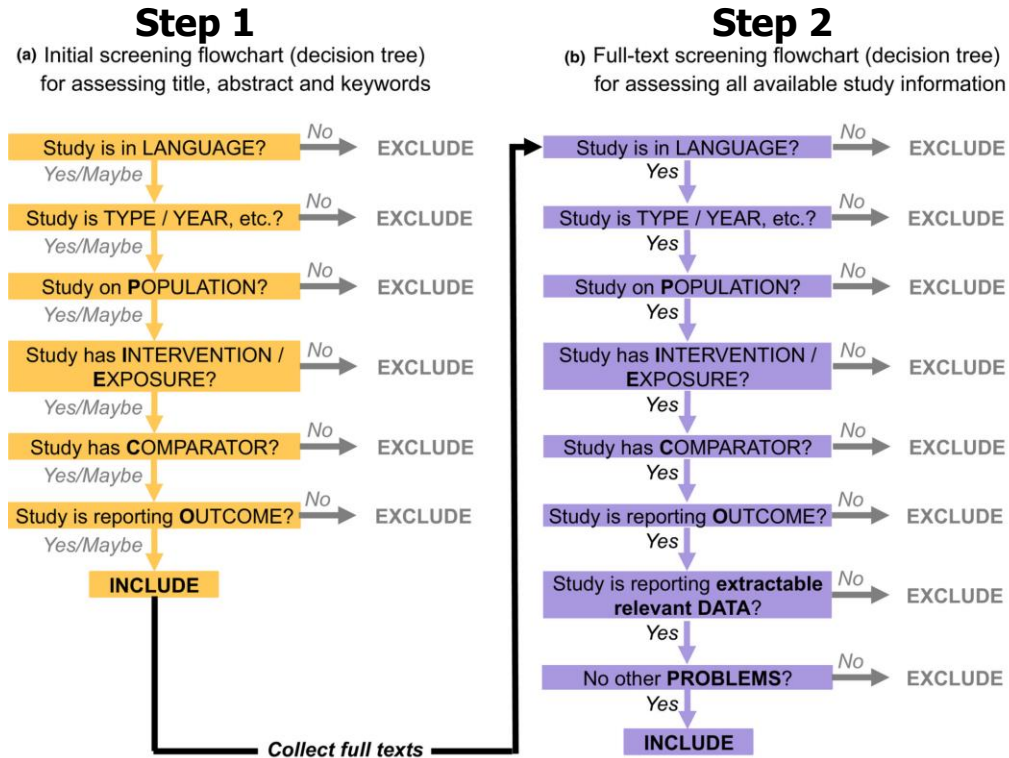 Step 1
(a) Initial screening flowchart (decision tree)
for assessing title, abstract and keywords
Study is in LANGUAGE?
No
EXCLUDE
Yes/Maybe
Study is TYPE / YEAR, etc.?
No
EXCLUDE
Yes/Maybe
Study on POPULATION?
No
EXCLUDE
Yes/Maybe
Study has INTERVENTION /
EXPOSURE?
No
EXCLUDE
Yes/Maybe
Study has COMPARATOR?
No
EXCLUDE
Yes/Maybe
Study is reporting OUTCOME?
No
EXCLUDE
Yes/Maybe
INCLUDE
Collect full texts
Step 2
(b) Full-text screening flowchart (decision tree)
for assessing all available study information
Study is in LANGUAGE?
No
EXCLUDE
Yes
Study is TYPE / YEAR, etc.?
No
EXCLUDE
Yes
Study on POPULATION?
No
EXCLUDE
Yes
Study has INTERVENTION /
EXPOSURE?
No
EXCLUDE
Yes
Study has COMPARATOR?
No
EXCLUDE
Yes
Study is reporting OUTCOME?
No
EXCLUDE
Yes
Study is reporting extractable
relevant DATA?
No
EXCLUDE
Yes
No other PROBLEMS?
No
EXCLUDE
Yes
INCLUDE